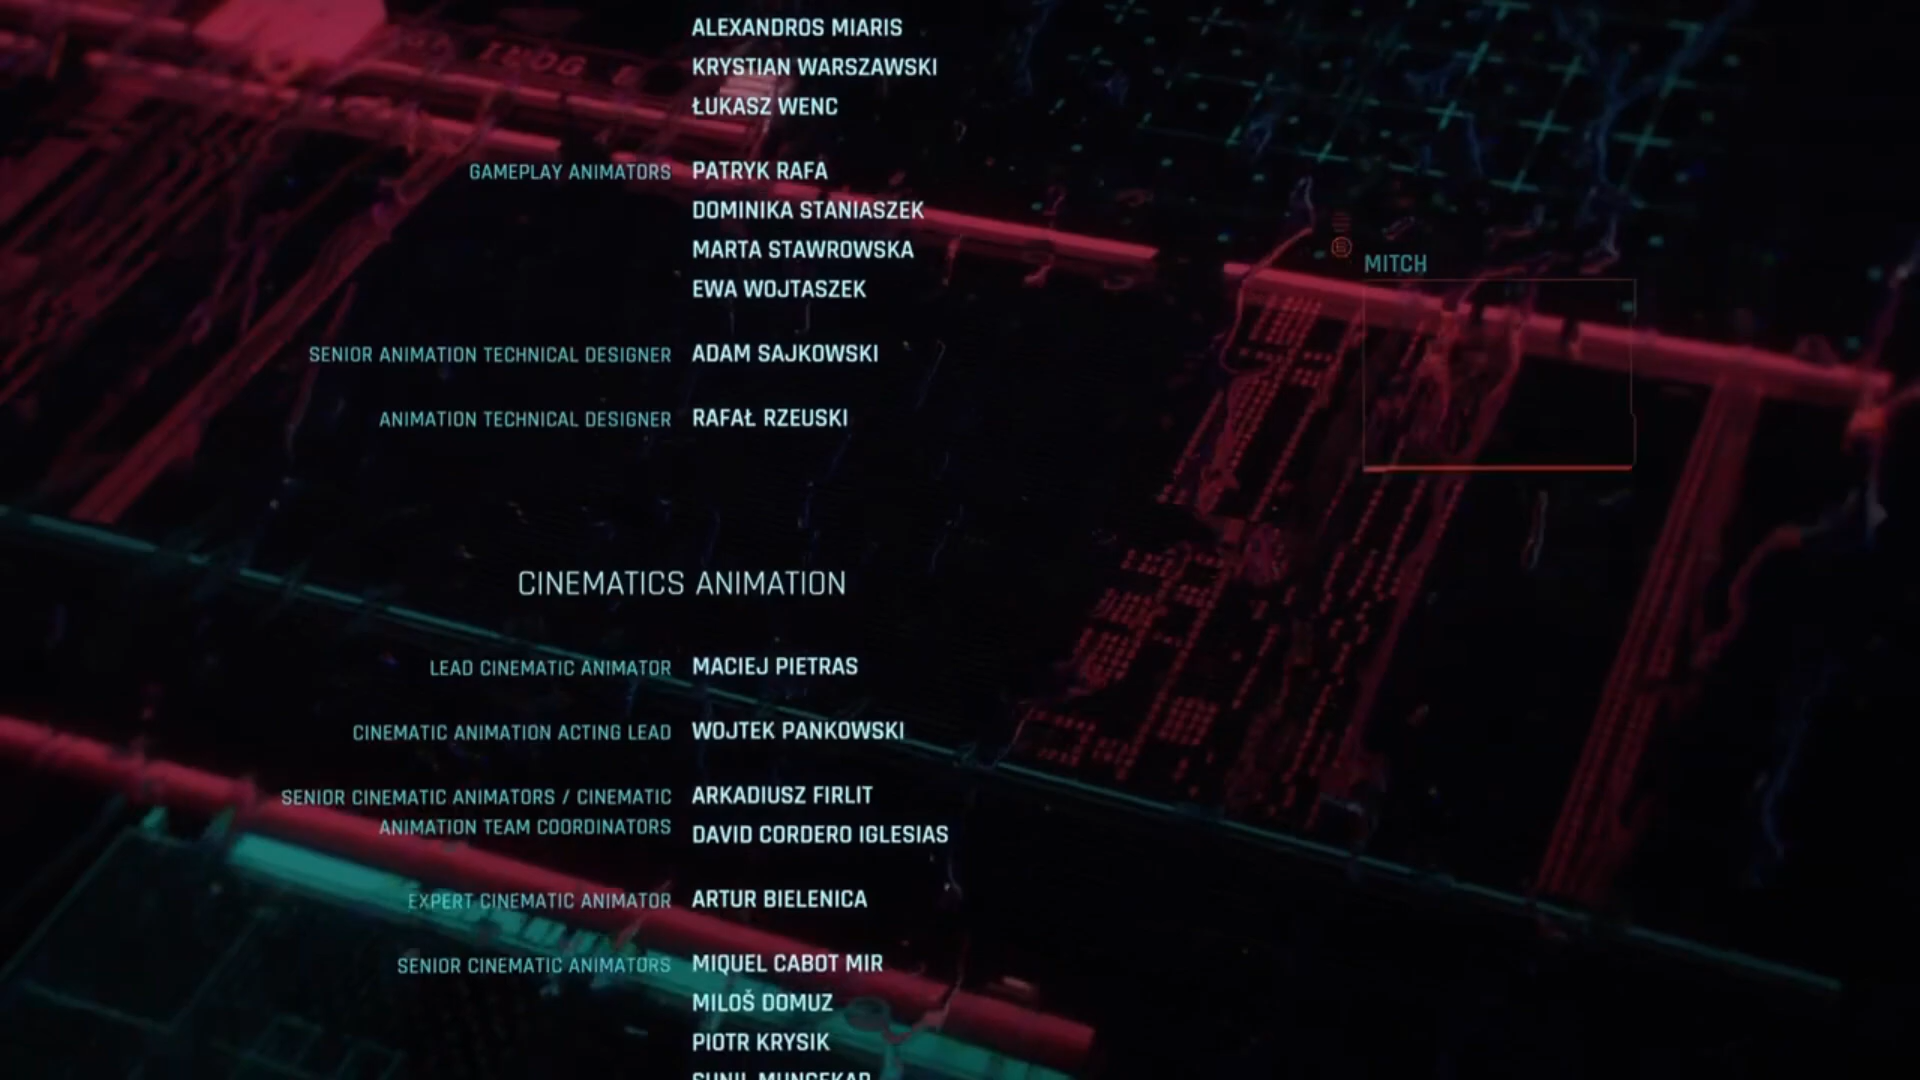 ALEXANDROS MIARIS
KRYSTIAN WARSZAWSKI
ŁUKASZ WENC
GAMEPLAY ANIMATORS PATRYK RAFA
DOMINIKA STANIASZEK
MARTA STAWROWSKA
EWA WOJTASZEK
MITCH
SENIOR ANIMATION TECHNICAL DESIGNER ADAM SAJKOWSKI
ANIMATION TECHNICAL DESIGNER RAFAŁ RZEUSKI
CINEMATICS ANIMATION
LEAD CINEMATIC ANIMATOR MACIEJ PIETRAS
CINEMATIC ANIMATION ACTING LEAD WOJTEK PANKOWSKI
SENIOR CINEMATIC ANIMATORS / CINEMATIC ARKADIUSZ FIRLIT
ANIMATION TEAM COORDINATORS DAVID CORDERO IGLESIAS
EXPERT CINEMATIC ANIMATOR ARTUR BIELENICA
SENIOR CINEMATIC ANIMATORS MIQUEL CABOT MIR
MILOŠ DOMUZ
PIOTR KRYSIK
SUNIL MUNGEKAR